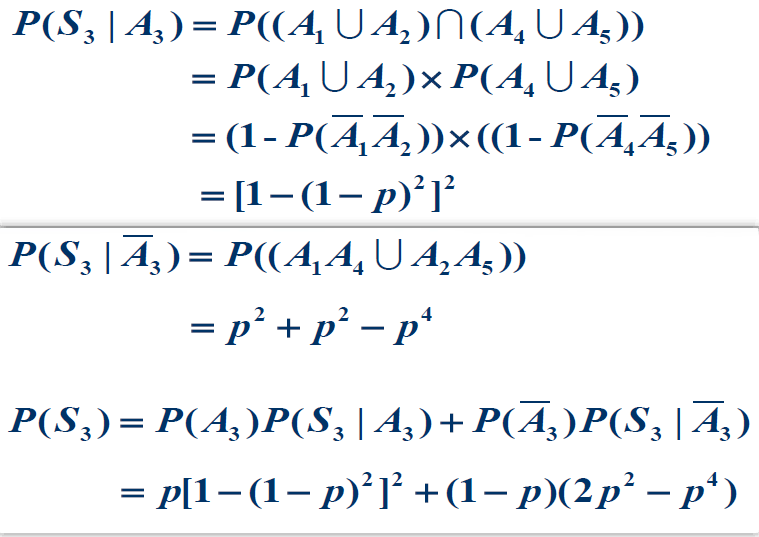 P(S₃ | A₃) = P((A₁ ⋃ A₂)⋂(A₄ ⋃ A₅))
= P(A₁ ⋃ A₂)×P(A₄ ⋃ A₅)
= (1 - P(A̅₁ A̅₂))×((1 - P(A̅₄ A̅₅))
= [1−(1− p)²]²
P(S₃ | A̅₃) = P((A₁A₄ ⋃ A₂A₅))
= p² + p² − p⁴
P(S₃) = P(A₃)P(S₃ | A₃) + P(A̅₃)P(S₃ | A̅₃)
= p[1−(1− p)²]² +(1− p)(2p² − p⁴)